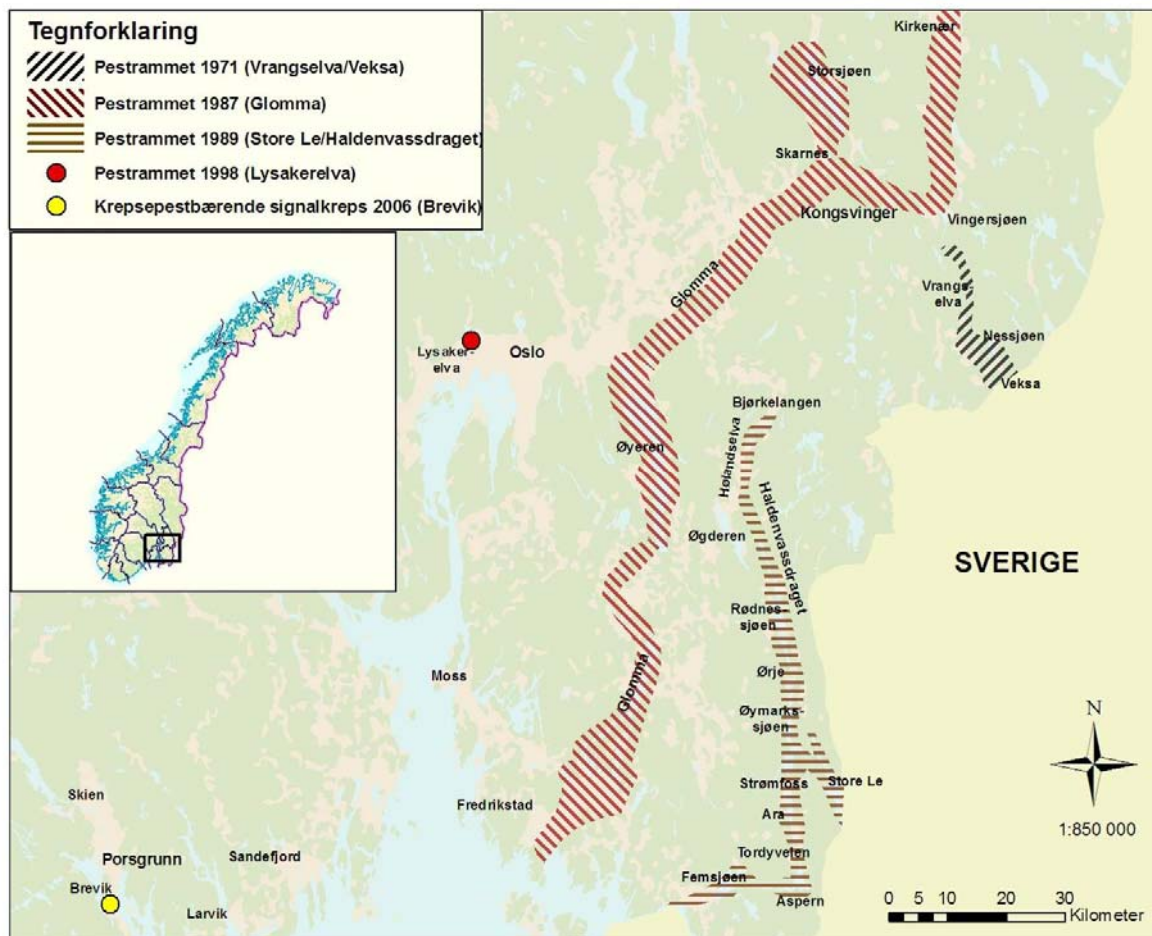 Tegnforklaring
Pestrammet 1971 (Vrangselva/Veksa)
Pestrammet 1987 (Glomma)
Pestrammet 1989 (Store Le/Haldenvassdraget)
Pestrammet 1998 (Lysakerelva)
Krepsepestbærende signalkreps 2006 (Brevik)
Kirkenær
Storsjøen
Skarnes
Kongsvinger
Vingersjøen
Glomma
Vrangs-
elva
Nessjøen
Veksa
Lysaker-
elva
Oslo
Bjørkelangen
Øyeren
Hølandselva
Haldenvassdraget
Øgderen
SVERIGE
Rødnes-
sjøen
Glomma
Moss
Ørje
Øymarks-
sjøen
N
Strømfoss
Store Le
Skien
Fredrikstad
Ara
1:850 000
Porsgrunn
Sandefjord
Tordyvelen
Brevik
Femsjøen
Larvik
Aspern
0 5 10 20 30
Kilometer